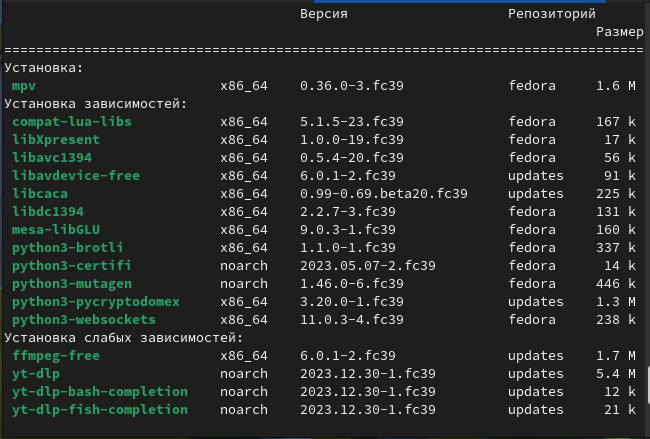 Версия Репозиторий
Размер
================================================================================
Установка:
mpv x86_64 0.36.0-3.fc39 fedora 1.6 M
Установка зависимостей:
compat-lua-libs x86_64 5.1.5-23.fc39 fedora 167 k
libXpresent x86_64 1.0.0-19.fc39 fedora 17 k
libavc1394 x86_64 0.5.4-20.fc39 fedora 56 k
libavdevice-free x86_64 6.0.1-2.fc39 updates 91 k
libcaca x86_64 0.99-0.69.beta20.fc39 updates 225 k
libdc1394 x86_64 2.2.7-3.fc39 fedora 131 k
mesa-libGLU x86_64 9.0.3-1.fc39 fedora 160 k
python3-brotli x86_64 1.1.0-1.fc39 fedora 337 k
python3-certifi noarch 2023.05.07-2.fc39 fedora 14 k
python3-mutagen noarch 1.46.0-6.fc39 fedora 446 k
python3-pycryptodomex x86_64 3.20.0-1.fc39 updates 1.3 M
python3-websockets x86_64 11.0.3-4.fc39 fedora 238 k
Установка слабых зависимостей:
ffmpeg-free x86_64 6.0.1-2.fc39 updates 1.7 M
yt-dlp noarch 2023.12.30-1.fc39 updates 5.4 M
yt-dlp-bash-completion noarch 2023.12.30-1.fc39 updates 12 k
yt-dlp-fish-completion noarch 2023.12.30-1.fc39 updates 21 k